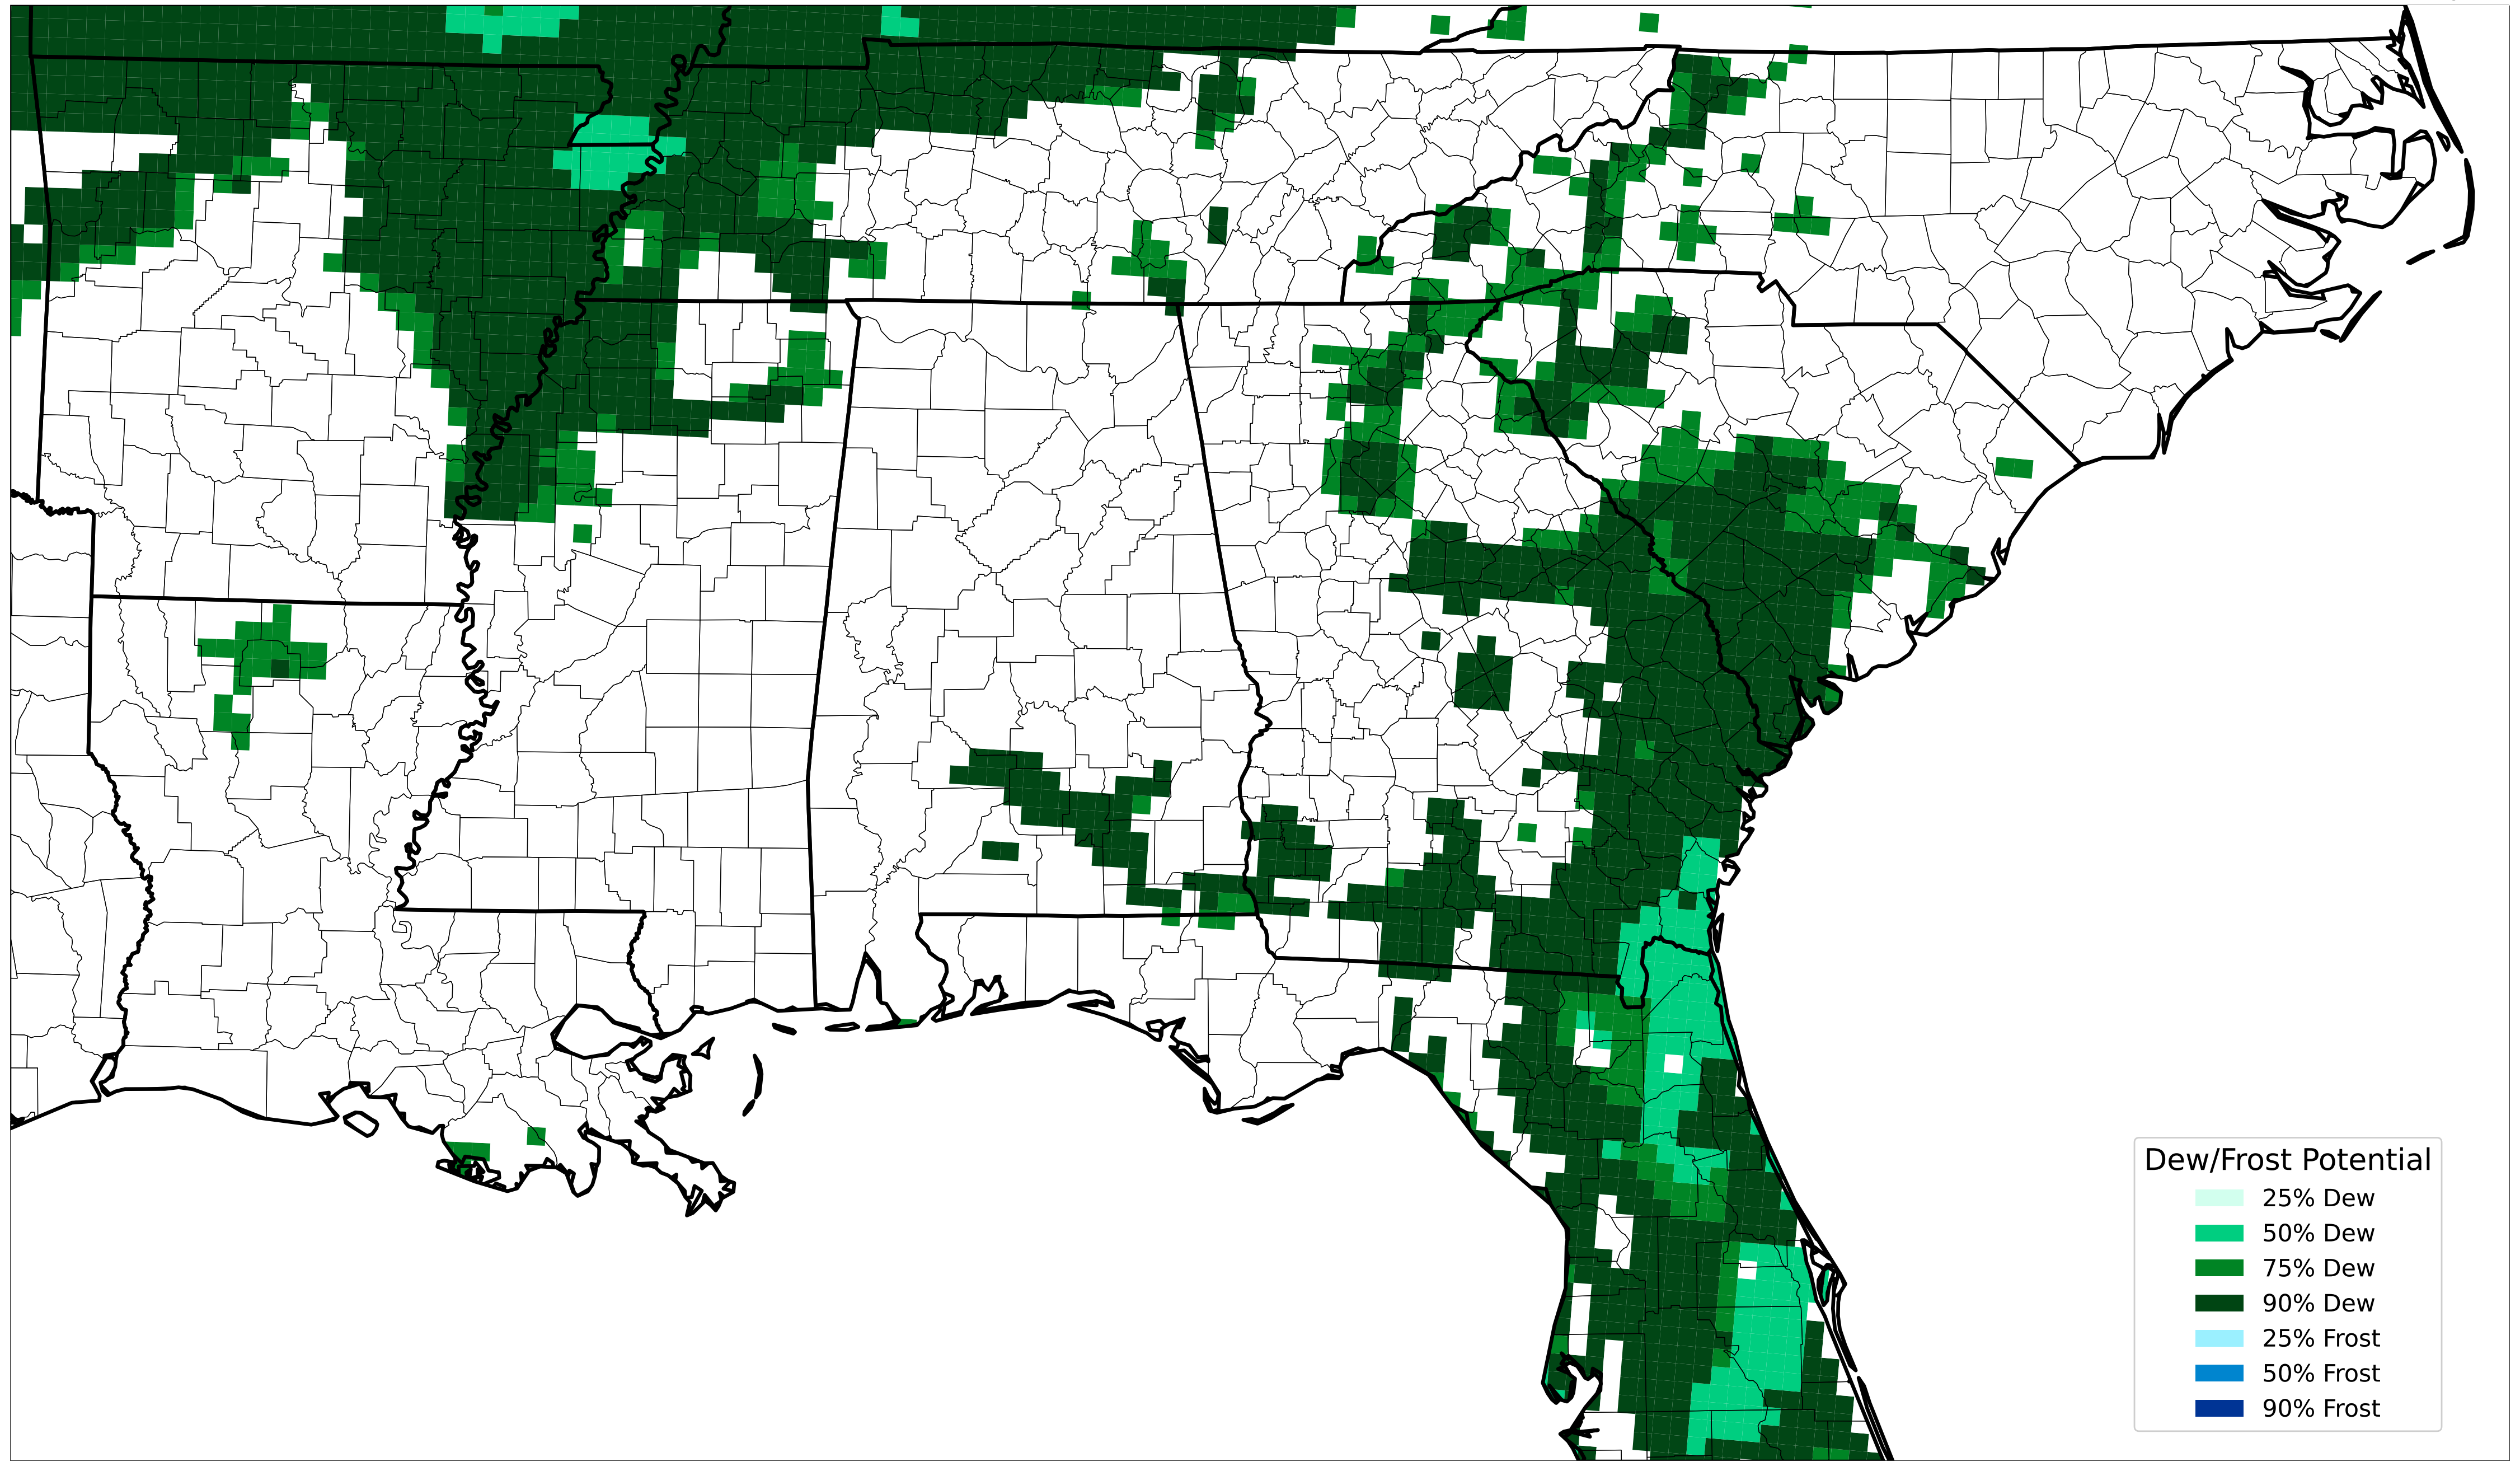 Dew/Frost Potential
25% Dew
50% Dew
75% Dew
90% Dew
25% Frost
50% Frost
90% Frost